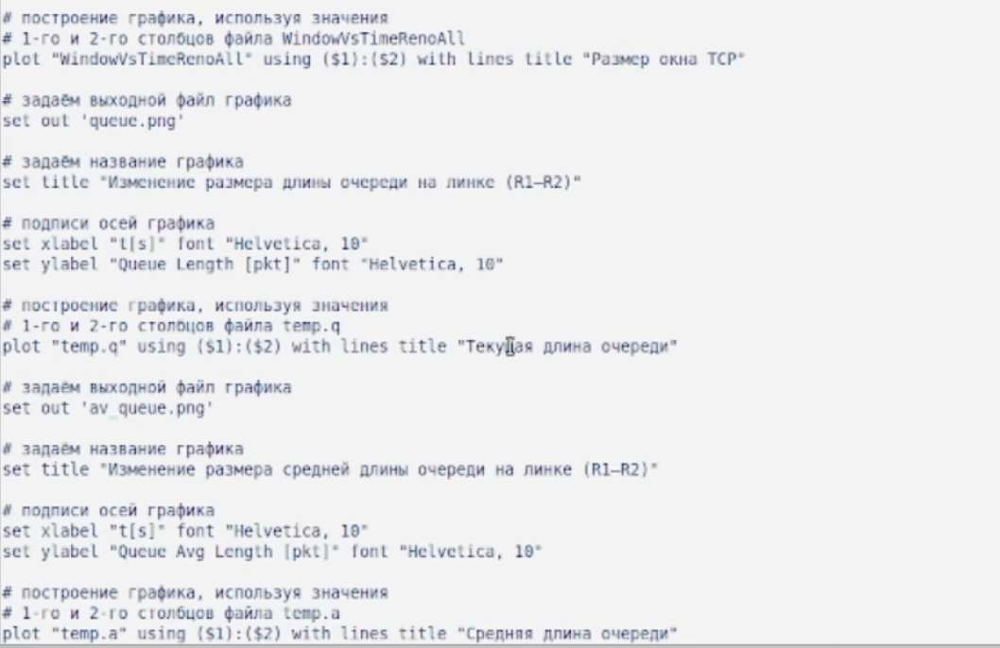 # построение графика, используя значения
# 1-го и 2-го столбцов файла WindowVsTimeRenoAll
plot "WindowVsTimeRenoAll" using ($1):($2) with lines title "Размер окна TCP"
# задаём выходной файл графика
set out 'queue.png'
# задаём название графика
set title "Изменение размера длины очереди на линке (R1–R2)"
# подписи осей графика
set xlabel "t[s]" font "Helvetica, 10"
set ylabel "Queue Length [pkt]" font "Helvetica, 10"
# построение графика, используя значения
# 1-го и 2-го столбцов файла temp.q
plot "temp.q" using ($1):($2) with lines title "Текущая длина очереди"
# задаём выходной файл графика
set out 'av_queue.png'
# задаём название графика
set title "Изменение размера средней длины очереди на линке (R1–R2)"
# подписи осей графика
set xlabel "t[s]" font "Helvetica, 10"
set ylabel "Queue Avg Length [pkt]" font "Helvetica, 10"
# построение графика, используя значения
# 1-го и 2-го столбцов файла temp.a
plot "temp.a" using ($1):($2) with lines title "Средняя длина очереди"